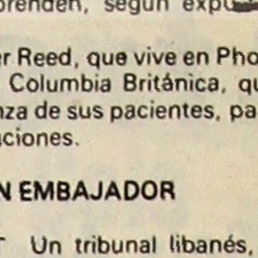 prenden, según expu
er Reed, que vive en Pho
Columbia Británica, qu
nza de sus pacientes, pa
ciones.
N EMBAJADOR
Un tribunal libanés,